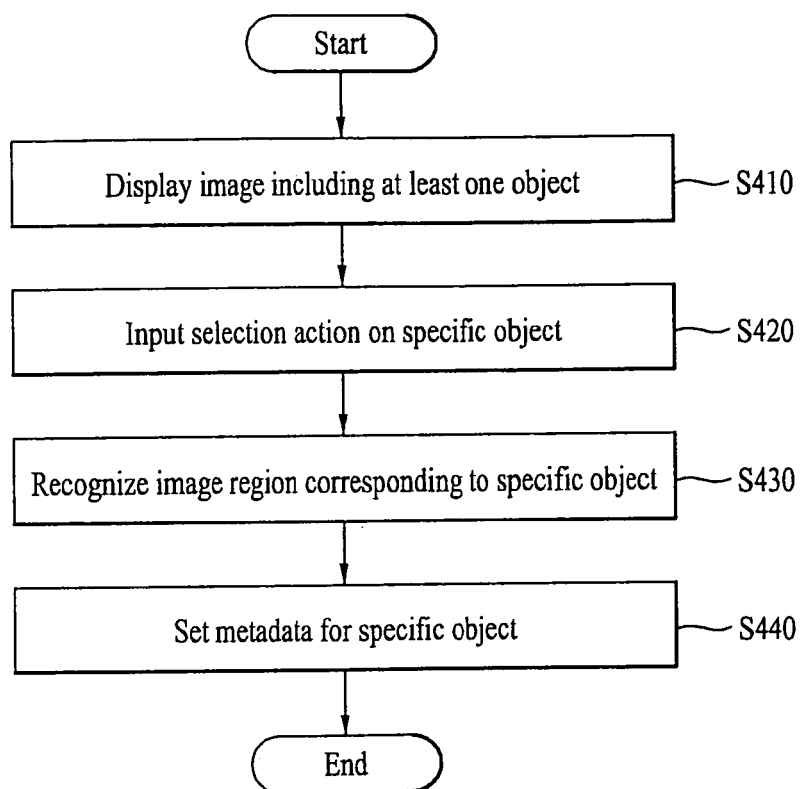 Start
Display image including at least one object
S410
Input selection action on specific object
S420
Recognize image region corresponding to specific object
S430
Set metadata for specific object
S440
End